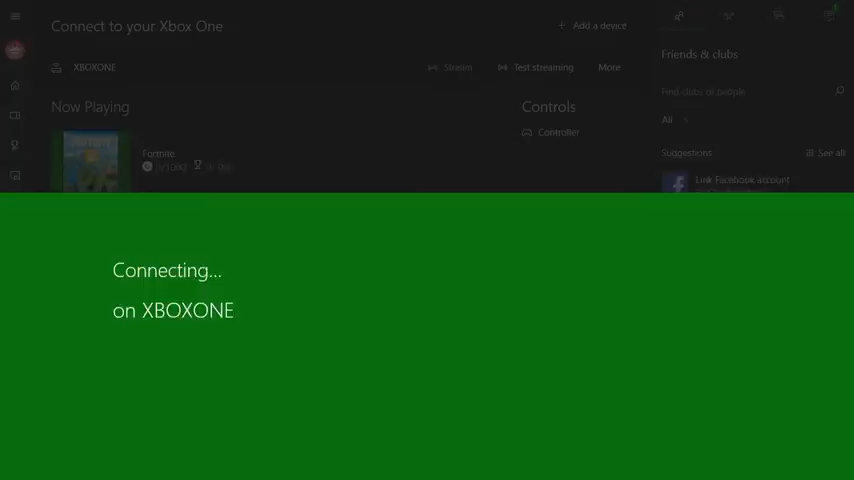 Connect to your Xbox One
+ Add a device
XBOXONE
Stream
Test streaming
More
Now Playing
Fortnite
Controls
Controller
Friends & clubs
Find clubs or people
All
Suggestions
See all
Link Facebook account
Connecting...
on XBOXONE